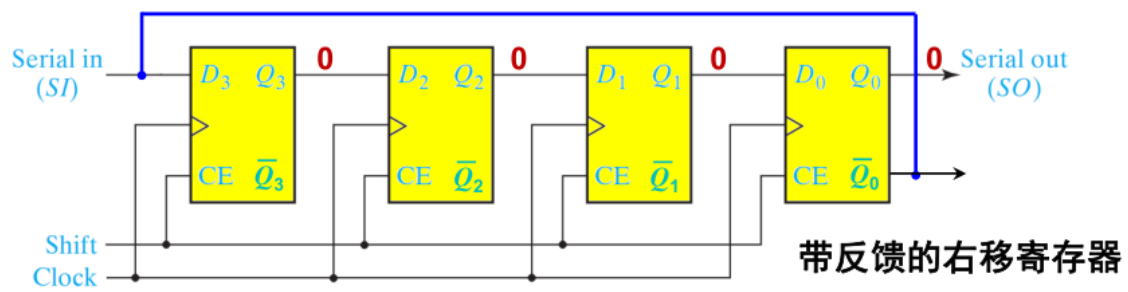 Serial in
(SI)
D₃ Q₃ 0 D₂ Q₂ 0 D₁ Q₁ 0 D₀ Q₀ 0
Serial out
(SO)
CE Q̅₃ CE Q̅₂ CE Q̅₁ CE Q̅₀
Shift
Clock
带反馈的右移寄存器